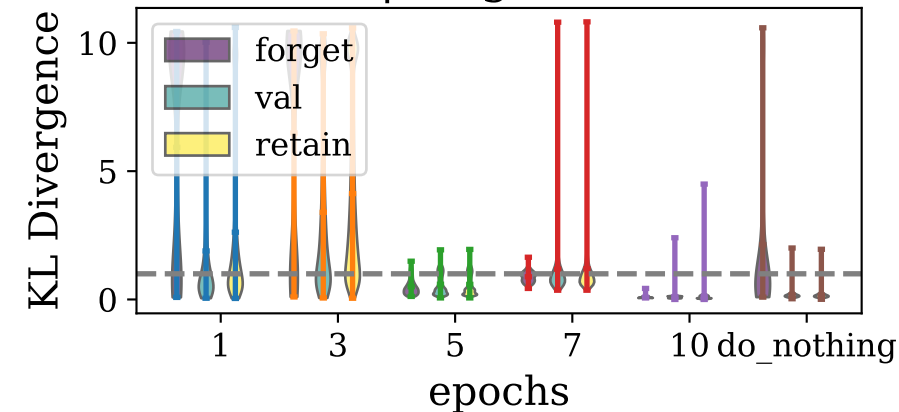 KL Divergence
10
5
0
forget
val
retain
1 3 5 7 10 do_nothing
epochs